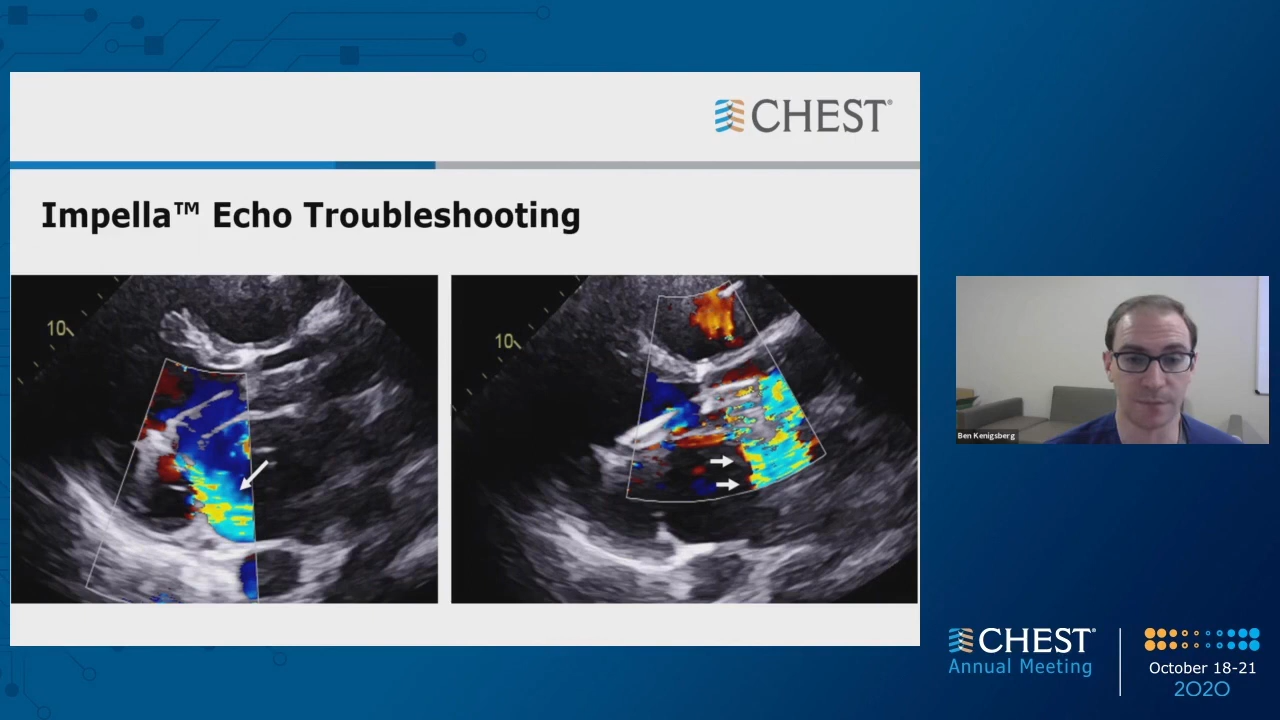 CHEST®
Impella™ Echo Troubleshooting
10
10
Ben Kenigsberg
CHEST®
Annual Meeting
October 18-21
2020